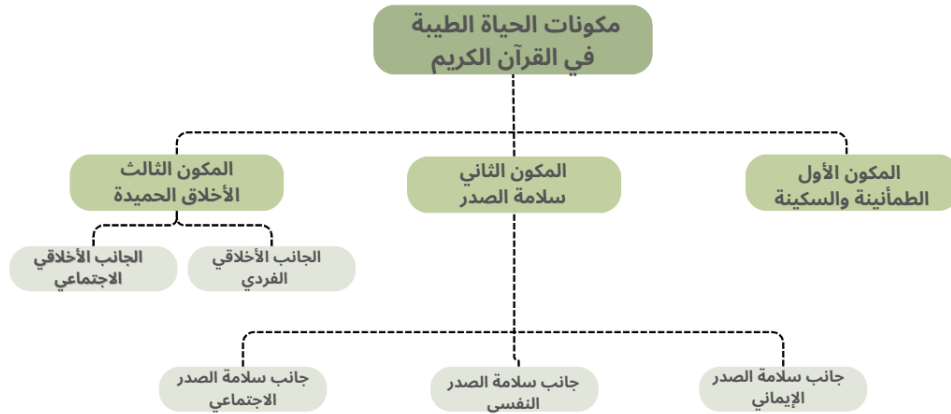 مكونات الحياة الطيبة
في القرآن الكريم
المكون الأول
الطمأنينة والسكينة
المكون الثاني
سلامة الصدر
المكون الثالث
الأخلاق الحميدة
الجانب الأخلاقي
الفردي
الجانب الأخلاقي
الاجتماعي
جانب سلامة الصدر
الإيماني
جانب سلامة الصدر
النفسي
جانب سلامة الصدر
الاجتماعي